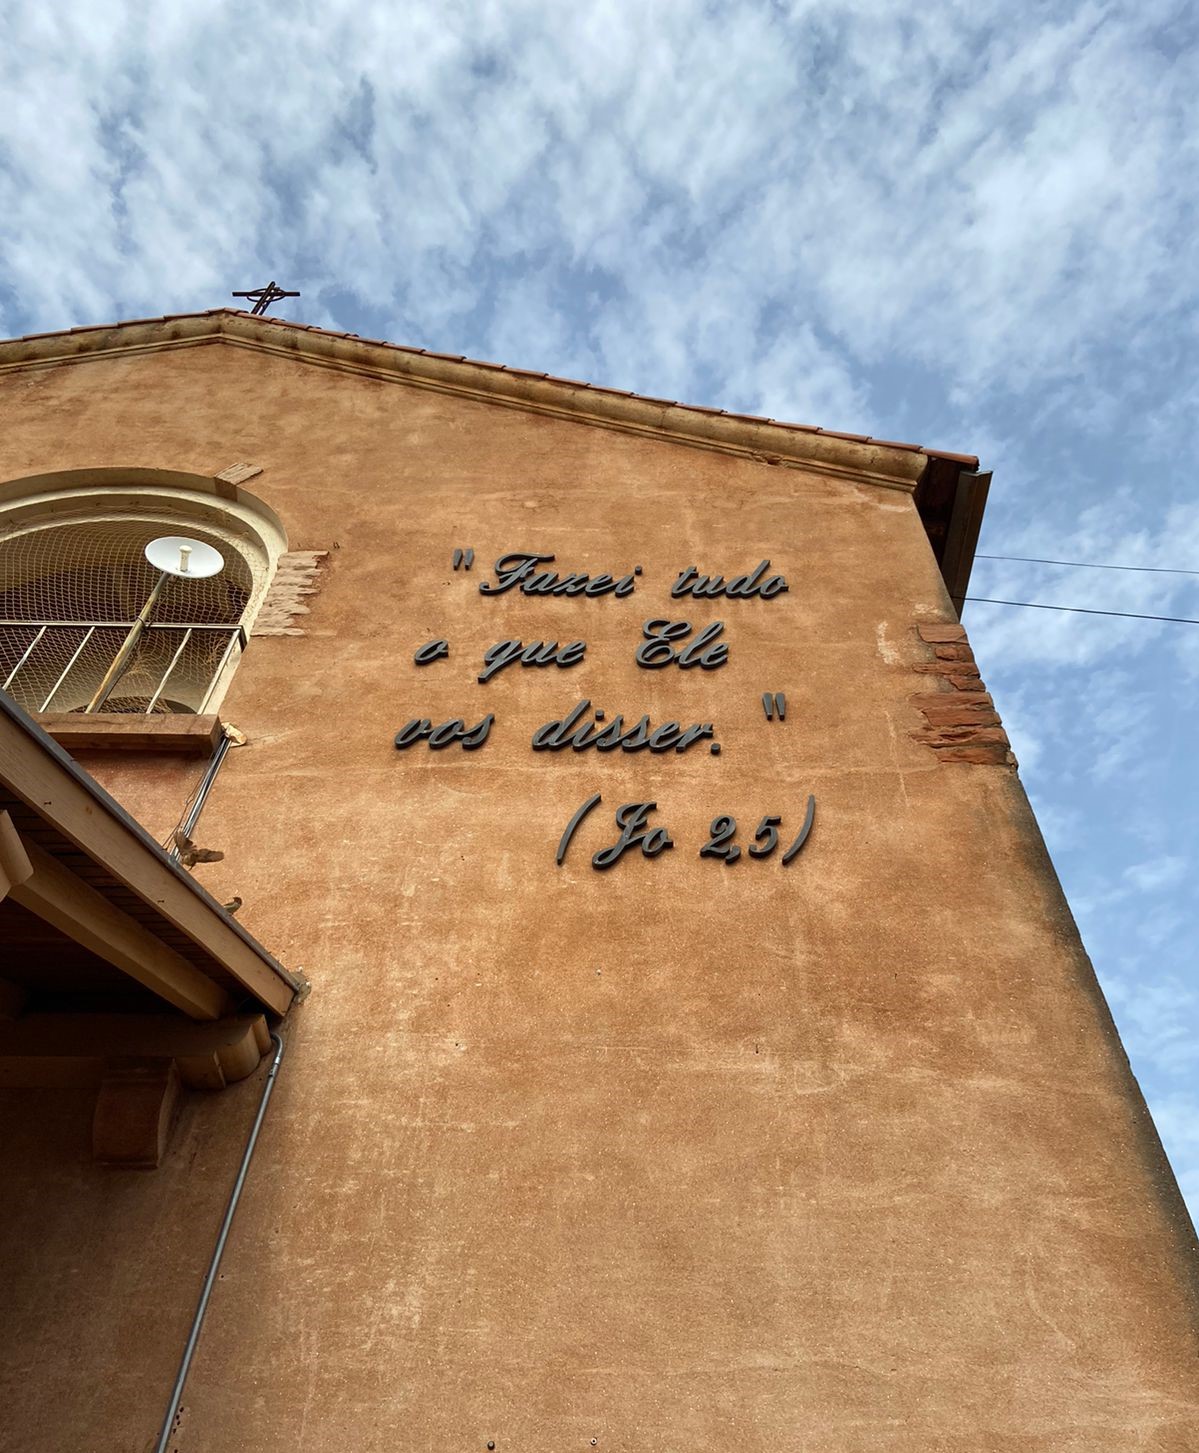 "Fazei tudo
o que Ele
vos disser."
(Jo 2,5)